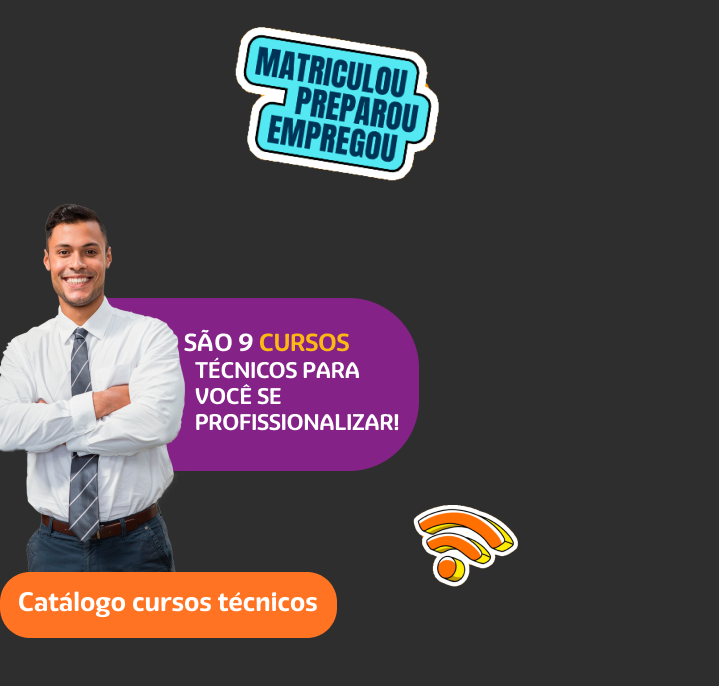 MATRICULOU
PREPAROU
EMPREGOU
SÃO 9 CURSOS
TÉCNICOS PARA
VOCÊ SE
PROFISSIONALIZAR!
Catálogo cursos técnicos